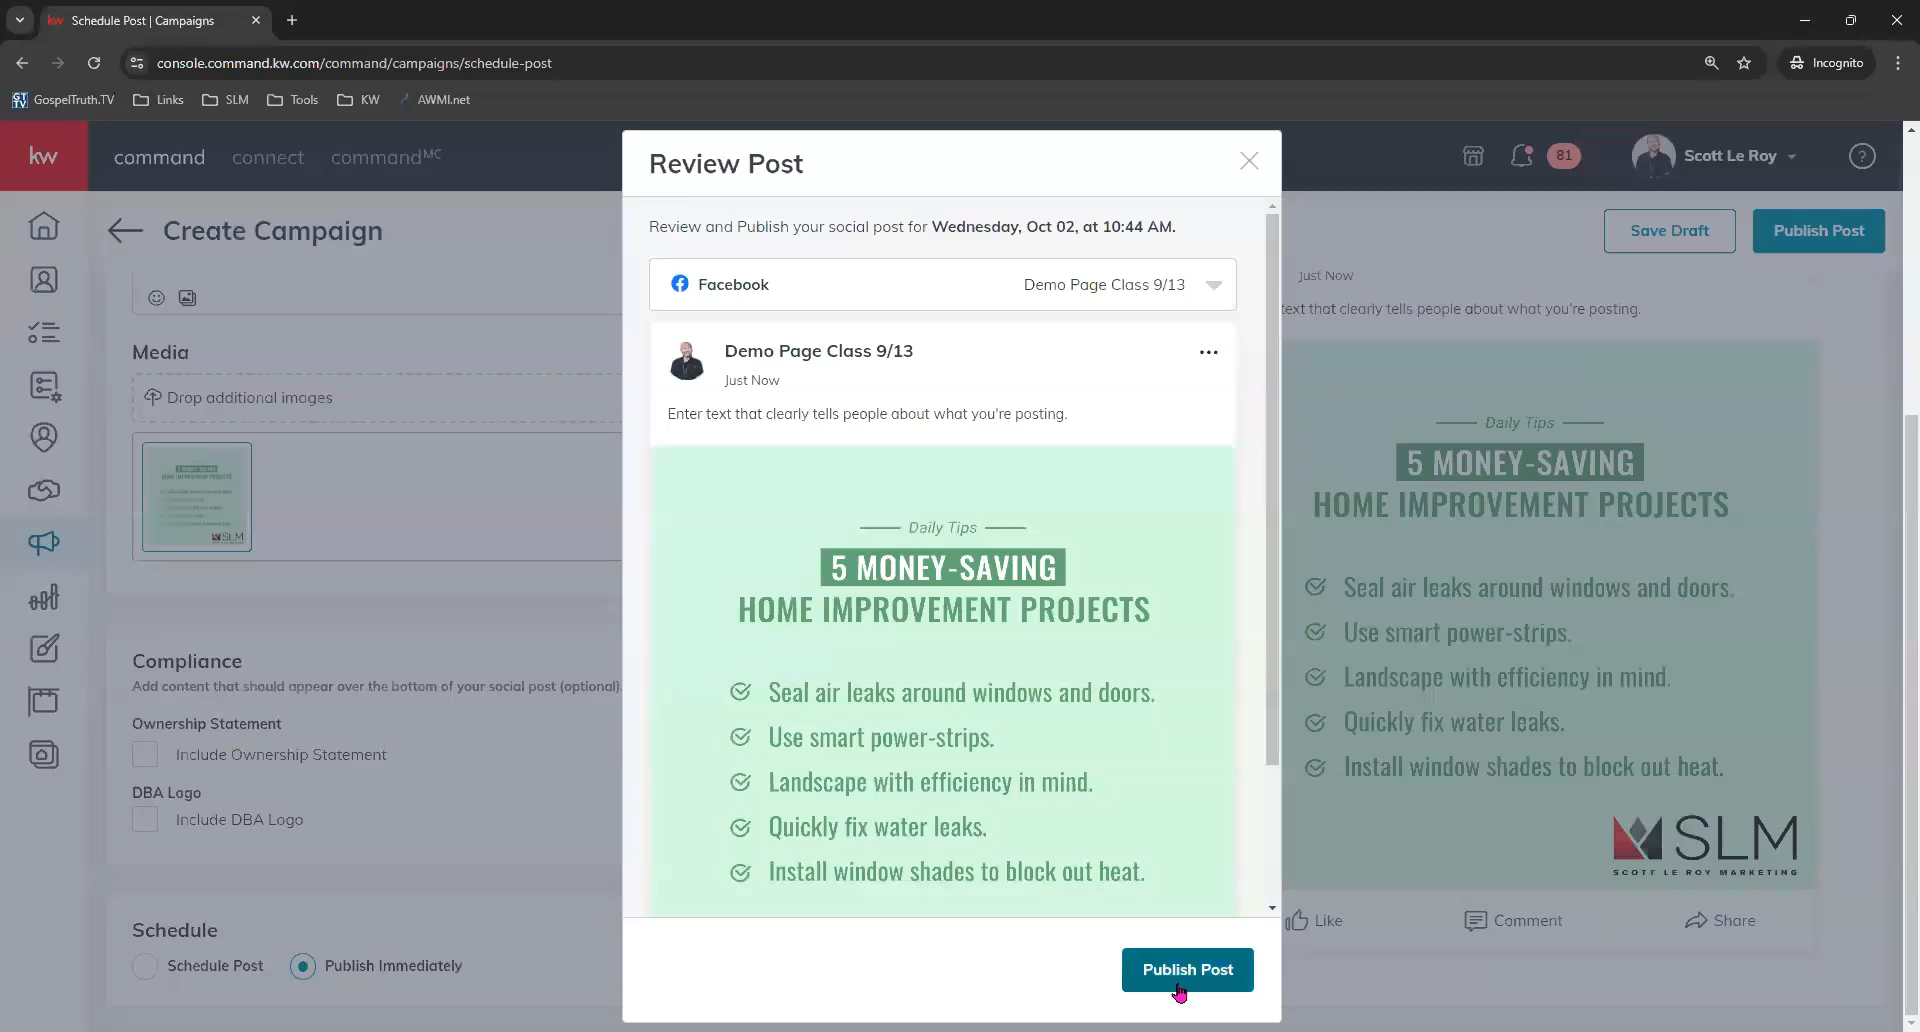 Schedule Post | Campaigns
console.command.kw.com/command/campaigns/schedule-post
Incognito
GospelTruth.TV
Links
SLM
Tools
KW
AWMI.net
kw
command
connect
commandMC
81
Scott Le Roy
Create Campaign
Save Draft
Publish Post
Media
Drop additional images
5 MONEY-SAVING
HOME IMPROVEMENT PROJECTS
SLM
Compliance
Add content that should appear over the bottom of your social post (optional).
Ownership Statement
Include Ownership Statement
DBA Logo
Include DBA Logo
Schedule
Schedule Post
Publish Immediately
Review Post
Review and Publish your social post for Wednesday, Oct 02, at 10:44 AM.
Facebook
Demo Page Class 9/13
Demo Page Class 9/13
Just Now
Enter text that clearly tells people about what you're posting.
Daily Tips
5 MONEY-SAVING
HOME IMPROVEMENT PROJECTS
Seal air leaks around windows and doors.
Use smart power-strips.
Landscape with efficiency in mind.
Quickly fix water leaks.
Install window shades to block out heat.
Publish Post
Just Now
text that clearly tells people about what you're posting.
Daily Tips
5 MONEY-SAVING
HOME IMPROVEMENT PROJECTS
Seal air leaks around windows and doors.
Use smart power-strips.
Landscape with efficiency in mind.
Quickly fix water leaks.
Install window shades to block out heat.
SLM
SCOTT LE ROY MARKETING
Like
Comment
Share